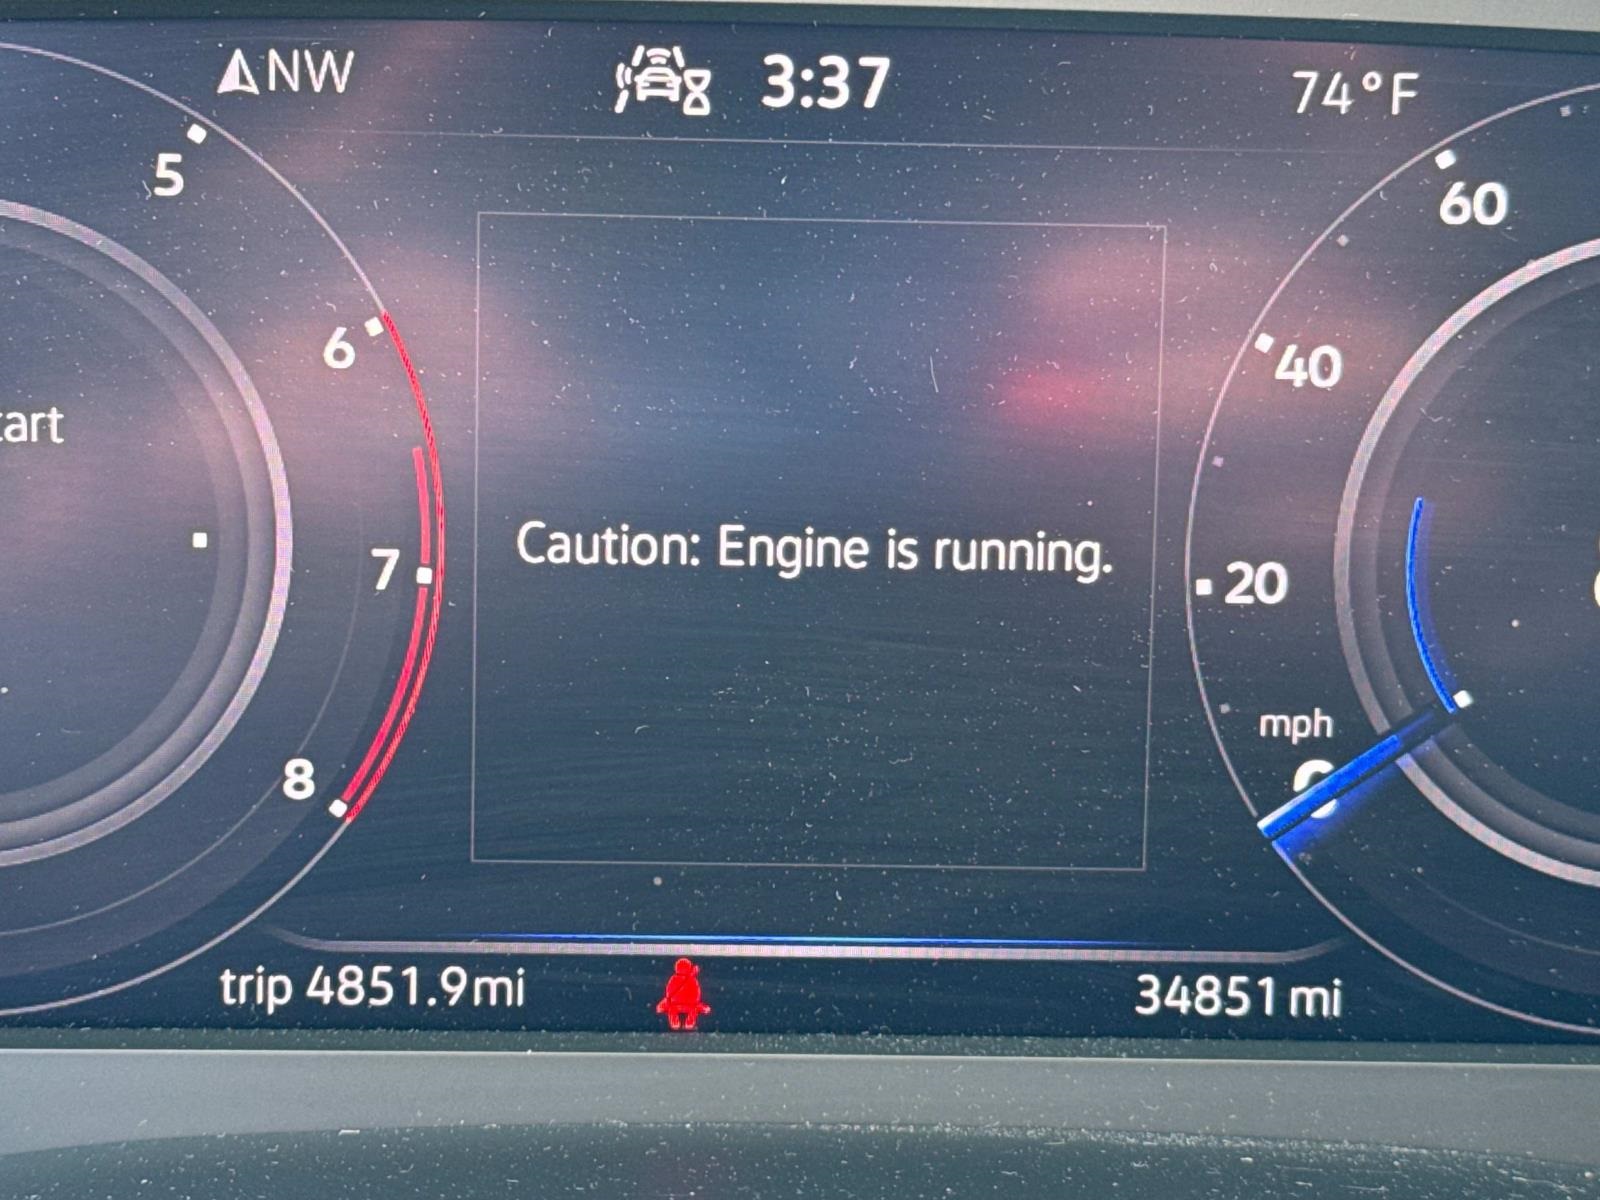 NW
3:37
74°F
5
6
7
8
60
40
20
mph
Caution: Engine is running.
trip 4851.9mi
34851 mi